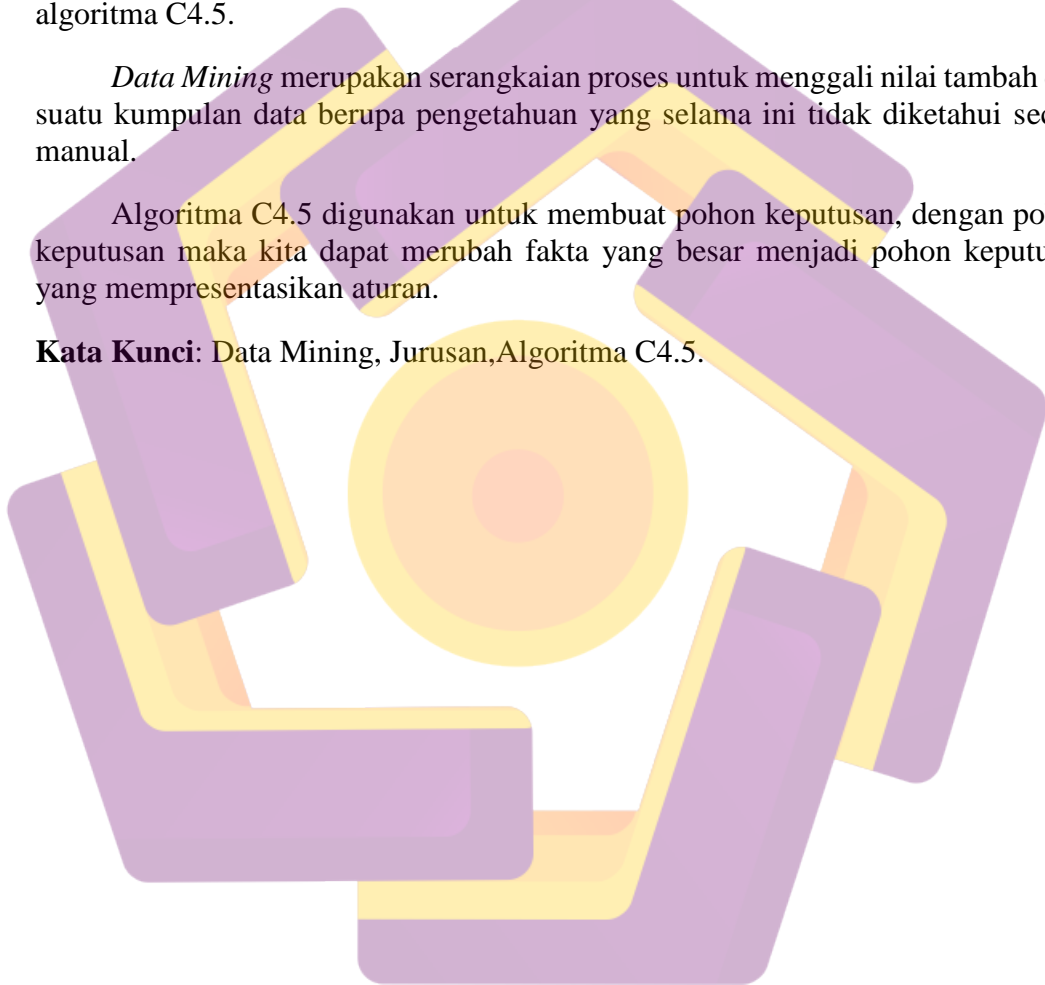 algoritma C4.5.
Data Mining merupakan serangkaian proses untuk menggali nilai tambah
suatu kumpulan data berupa pengetahuan yang selama ini tidak diketahui sec
manual.
Algoritma C4.5 digunakan untuk membuat pohon keputusan, dengan po
keputusan maka kita dapat merubah fakta yang besar menjadi pohon keputu
yang mempresentasikan aturan.
Kata Kunci: Data Mining, Jurusan,Algoritma C4.5.